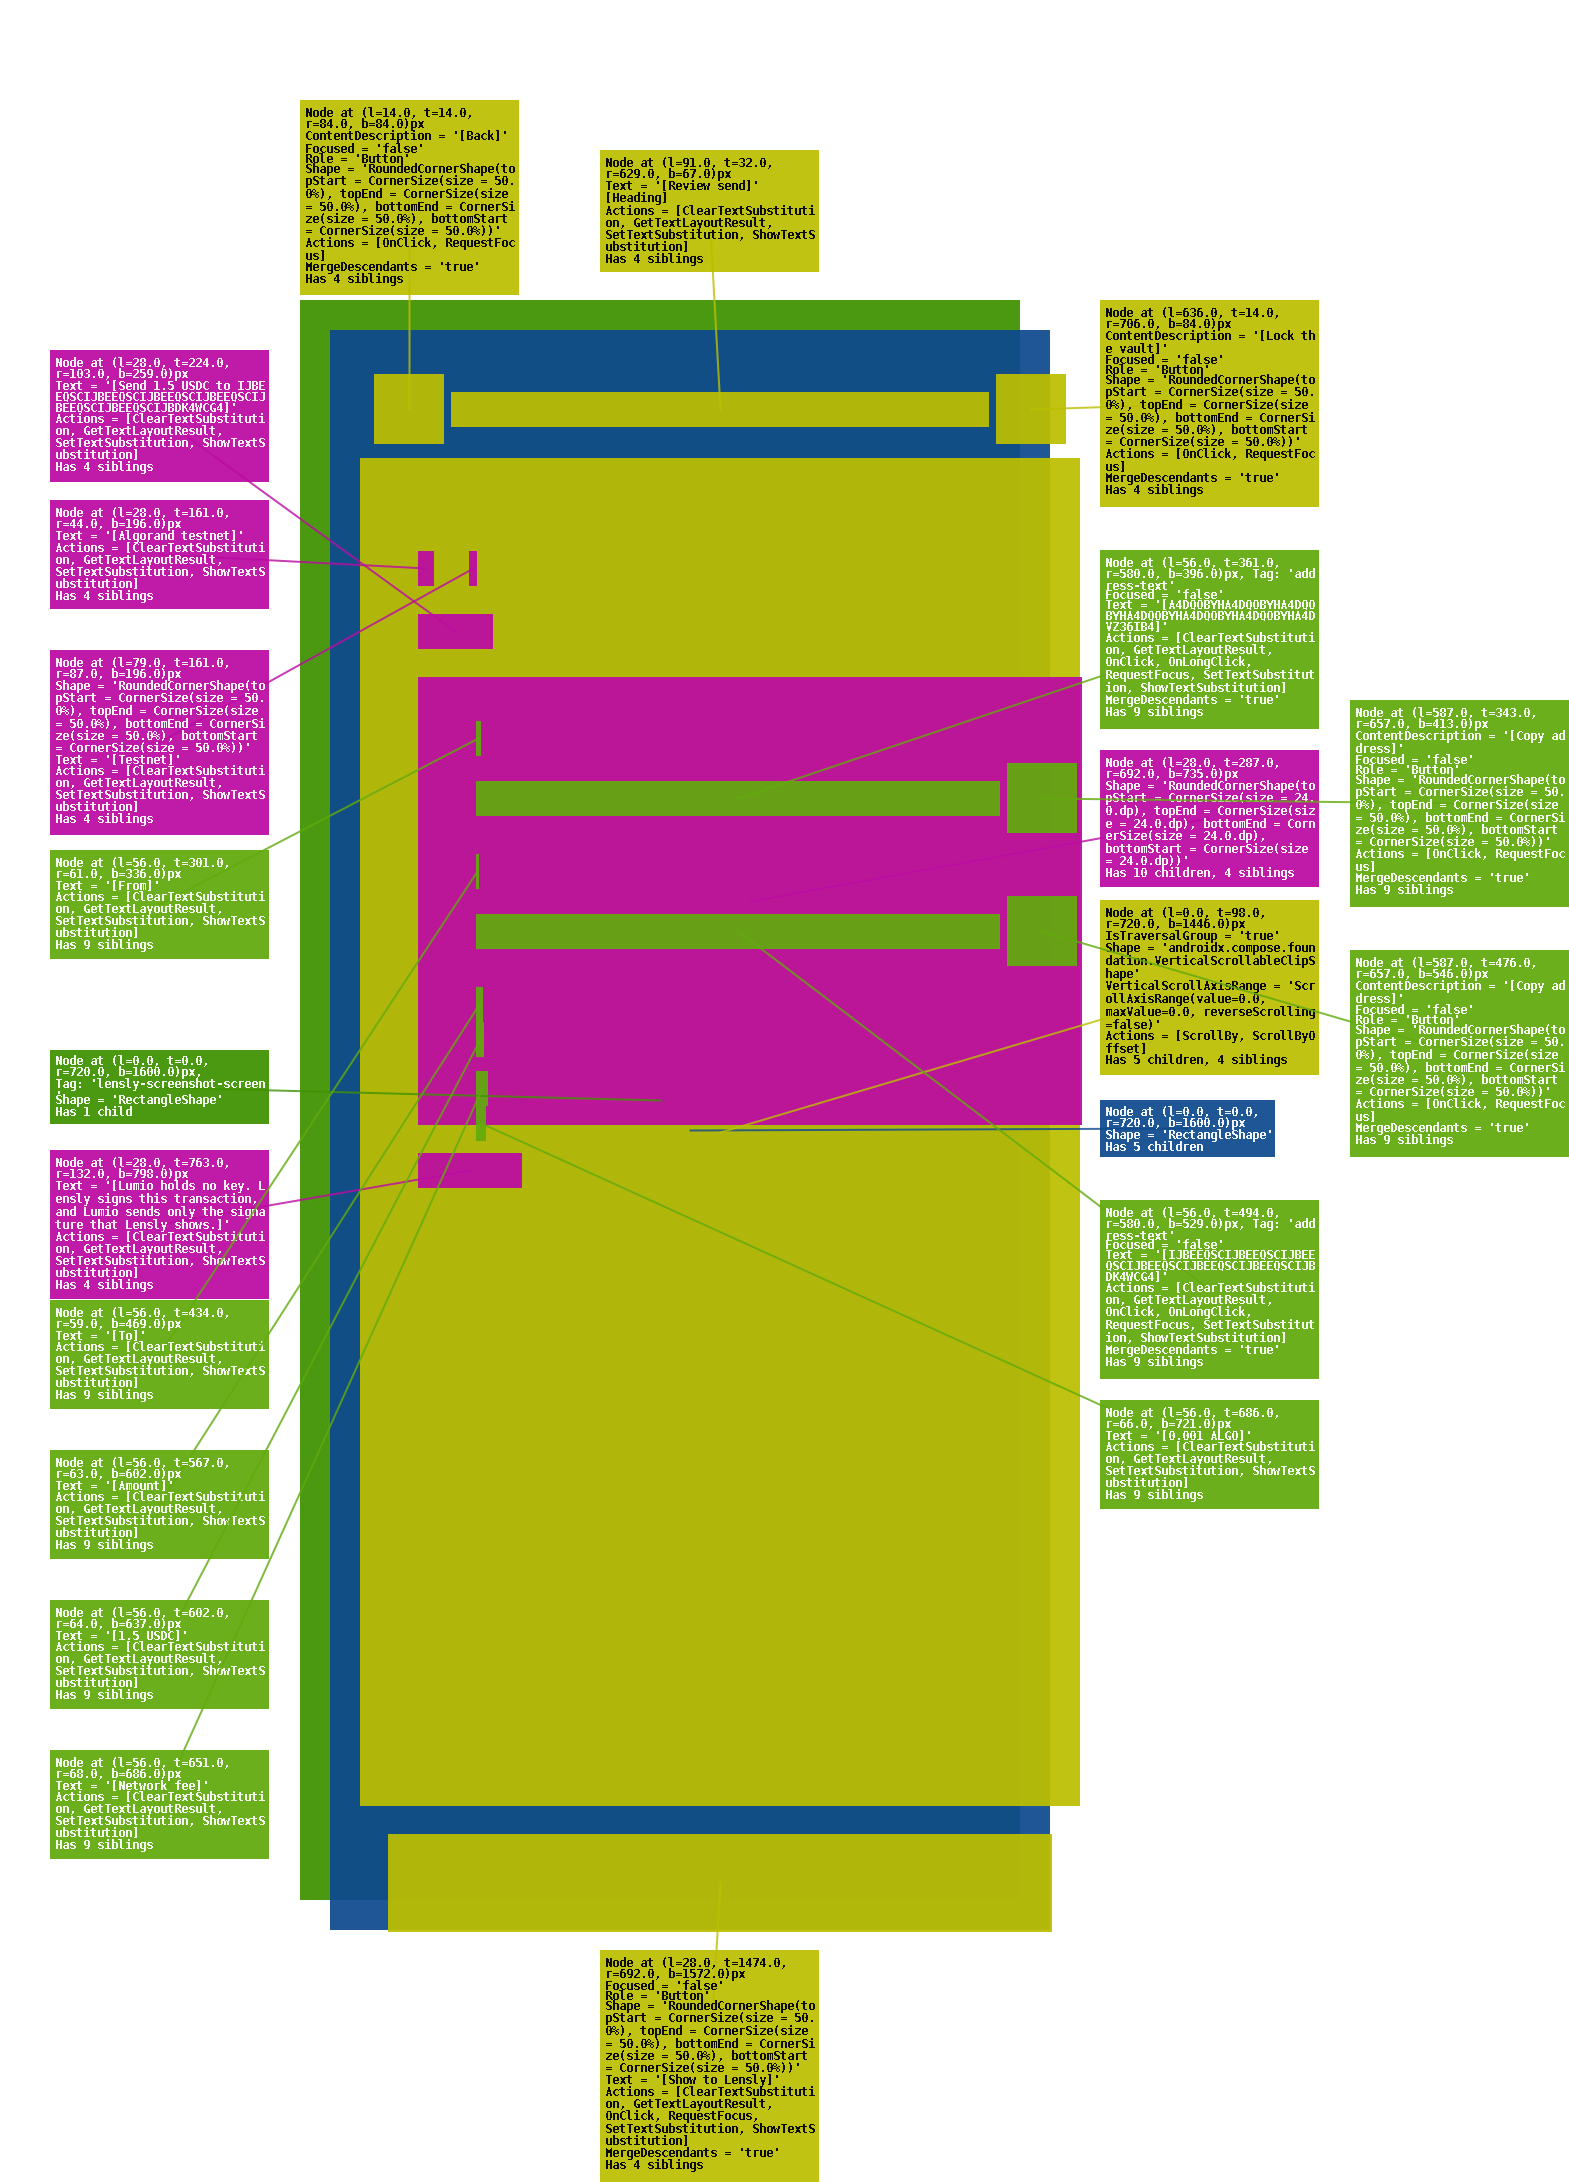 Node at (l=14.0, t=14.0,
r=84.0, b=84.0)px
ContentDescription = '[Back]'
Focused = 'false'
Role = 'Button'
Shape = 'RoundedCornerShape(to
pStart = CornerSize(size = 50.
0%), topEnd = CornerSize(size
= 50.0%), bottomEnd = CornerSi
ze(size = 50.0%), bottomStart
= CornerSize(size = 50.0%))'
Actions = [OnClick, RequestFoc
us]
MergeDescendants = 'true'
Has 4 siblings
Node at (l=91.0, t=32.0,
r=629.0, b=67.0)px
Text = '[Review send]'
[Heading]
Actions = [ClearTextSubstituti
on, GetTextLayoutResult,
SetTextSubstitution, ShowTextS
ubstitution]
Has 4 siblings
Node at (l=636.0, t=14.0,
r=706.0, b=84.0)px
ContentDescription = '[Lock th
e vault]'
Focused = 'false'
Role = 'Button'
Shape = 'RoundedCornerShape(to
pStart = CornerSize(size = 50.
0%), topEnd = CornerSize(size
= 50.0%), bottomEnd = CornerSi
ze(size = 50.0%), bottomStart
= CornerSize(size = 50.0%))'
Actions = [OnClick, RequestFoc
us]
MergeDescendants = 'true'
Has 4 siblings
Node at (l=28.0, t=224.0,
r=103.0, b=259.0)px
Text = '[Send 1.5 USDC to IJBE
EQSCIJBEEQSCIJBEEQSCIJBEEQSCIJ
BEEQSCIJBEEQSCIJBDK4WCG4]'
Actions = [ClearTextSubstituti
on, GetTextLayoutResult,
SetTextSubstitution, ShowTextS
ubstitution]
Has 4 siblings
Node at (l=28.0, t=161.0,
r=44.0, b=196.0)px
Text = '[Algorand testnet]'
Actions = [ClearTextSubstituti
on, GetTextLayoutResult,
SetTextSubstitution, ShowTextS
ubstitution]
Has 4 siblings
Node at (l=79.0, t=161.0,
r=87.0, b=196.0)px
Shape = 'RoundedCornerShape(to
pStart = CornerSize(size = 50.
0%), topEnd = CornerSize(size
= 50.0%), bottomEnd = CornerSi
ze(size = 50.0%), bottomStart
= CornerSize(size = 50.0%))'
Text = '[Testnet]'
Actions = [ClearTextSubstituti
on, GetTextLayoutResult,
SetTextSubstitution, ShowTextS
ubstitution]
Has 4 siblings
Node at (l=56.0, t=301.0,
r=61.0, b=336.0)px
Text = '[From]'
Actions = [ClearTextSubstituti
on, GetTextLayoutResult,
SetTextSubstitution, ShowTextS
ubstitution]
Has 9 siblings
Node at (l=0.0, t=0.0,
r=720.0, b=1600.0)px,
Tag: 'lensly-screenshot-screen
'
Shape = 'RectangleShape'
Has 1 child
Node at (l=28.0, t=763.0,
r=132.0, b=798.0)px
Text = '[Lumio holds no key. L
ensly signs this transaction,
and Lumio sends only the signa
ture that Lensly shows.]'
Actions = [ClearTextSubstituti
on, GetTextLayoutResult,
SetTextSubstitution, ShowTextS
ubstitution]
Has 4 siblings
Node at (l=56.0, t=434.0,
r=59.0, b=469.0)px
Text = '[To]'
Actions = [ClearTextSubstituti
on, GetTextLayoutResult,
SetTextSubstitution, ShowTextS
ubstitution]
Has 9 siblings
Node at (l=56.0, t=567.0,
r=63.0, b=602.0)px
Text = '[Amount]'
Actions = [ClearTextSubstituti
on, GetTextLayoutResult,
SetTextSubstitution, ShowTextS
ubstitution]
Has 9 siblings
Node at (l=56.0, t=602.0,
r=64.0, b=637.0)px
Text = '[1.5 USDC]'
Actions = [ClearTextSubstituti
on, GetTextLayoutResult,
SetTextSubstitution, ShowTextS
ubstitution]
Has 9 siblings
Node at (l=56.0, t=651.0,
r=68.0, b=686.0)px
Text = '[Network fee]'
Actions = [ClearTextSubstituti
on, GetTextLayoutResult,
SetTextSubstitution, ShowTextS
ubstitution]
Has 9 siblings
Node at (l=56.0, t=361.0,
r=580.0, b=396.0)px, Tag: 'add
ress-text'
Focused = 'false'
Actions = [ClearTextSubstituti
on, GetTextLayoutResult,
OnClick, OnLongClick,
RequestFocus, SetTextSubstitut
ion, ShowTextSubstitution]
MergeDescendants = 'true'
Has 9 siblings
Node at (l=28.0, t=287.0,
r=692.0, b=735.0)px
Shape = 'RoundedCornerShape(to
pStart = CornerSize(size = 24.
0.dp), topEnd = CornerSize(siz
e = 24.0.dp), bottomEnd = Corn
erSize(size = 24.0.dp),
bottomStart = CornerSize(size
= 24.0.dp))'
Has 10 children, 4 siblings
Node at (l=0.0, t=98.0,
r=720.0, b=1446.0)px
IsTraversalGroup = 'true'
Shape = 'androidx.compose.foun
dation.VerticalScrollableClipS
hape'
VerticalScrollAxisRange = 'Scr
ollAxisRange(value=0.0,
maxValue=0.0, reverseScrolling
=false)'
Actions = [ScrollBy, ScrollByO
ffset]
Has 5 children, 4 siblings
Node at (l=0.0, t=0.0,
r=720.0, b=1600.0)px
Shape = 'RectangleShape'
Has 5 children
Node at (l=56.0, t=494.0,
r=580.0, b=529.0)px, Tag: 'add
ress-text'
Focused = 'false'
Text = '[IJBEEQSCIJBEEQSCIJBEE
QSCIJBEEQSCIJBEEQSCIJBEEQSCIJB
DK4WCG4]'
Actions = [ClearTextSubstituti
on, GetTextLayoutResult,
OnClick, OnLongClick,
RequestFocus, SetTextSubstitut
ion, ShowTextSubstitution]
MergeDescendants = 'true'
Has 9 siblings
Node at (l=56.0, t=686.0,
r=66.0, b=721.0)px
Text = '[0.001 ALGO]'
Actions = [ClearTextSubstituti
on, GetTextLayoutResult,
SetTextSubstitution, ShowTextS
ubstitution]
Has 9 siblings
Node at (l=587.0, t=343.0,
r=657.0, b=413.0)px
ContentDescription = '[Copy ad
dress]'
Focused = 'false'
Role = 'Button'
Shape = 'RoundedCornerShape(to
pStart = CornerSize(size = 50.
0%), topEnd = CornerSize(size
= 50.0%), bottomEnd = CornerSi
ze(size = 50.0%), bottomStart
= CornerSize(size = 50.0%))'
Actions = [OnClick, RequestFoc
us]
MergeDescendants = 'true'
Has 9 siblings
Node at (l=587.0, t=476.0,
r=657.0, b=546.0)px
ContentDescription = '[Copy ad
dress]'
Focused = 'false'
Role = 'Button'
Shape = 'RoundedCornerShape(to
pStart = CornerSize(size = 50.
0%), topEnd = CornerSize(size
= 50.0%), bottomEnd = CornerSi
ze(size = 50.0%), bottomStart
= CornerSize(size = 50.0%))'
Actions = [OnClick, RequestFoc
us]
MergeDescendants = 'true'
Has 9 siblings
Node at (l=28.0, t=1474.0,
r=692.0, b=1572.0)px
Focused = 'false'
Role = 'Button'
Shape = 'RoundedCornerShape(to
pStart = CornerSize(size = 50.
0%), topEnd = CornerSize(size
= 50.0%), bottomEnd = CornerSi
ze(size = 50.0%), bottomStart
= CornerSize(size = 50.0%))'
Text = '[Show to Lensly]'
Actions = [ClearTextSubstituti
on, GetTextLayoutResult,
OnClick, RequestFocus,
SetTextSubstitution, ShowTextS
ubstitution]
MergeDescendants = 'true'
Has 4 siblings